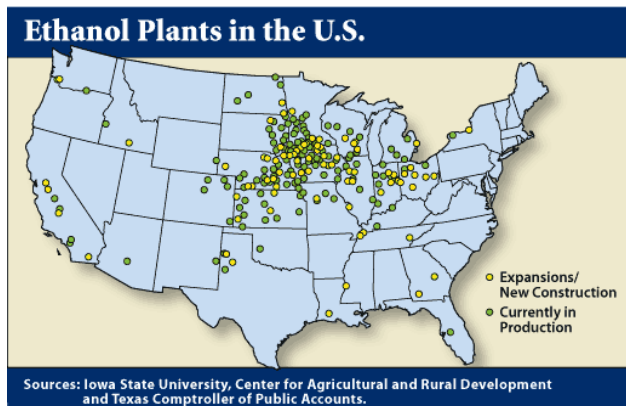 Ethanol Plants in the U.S.
Expansions/
New Construction
Currently in
Production
Sources: Iowa State University, Center for Agricultural and Rural Development
and Texas Comptroller of Public Accounts.